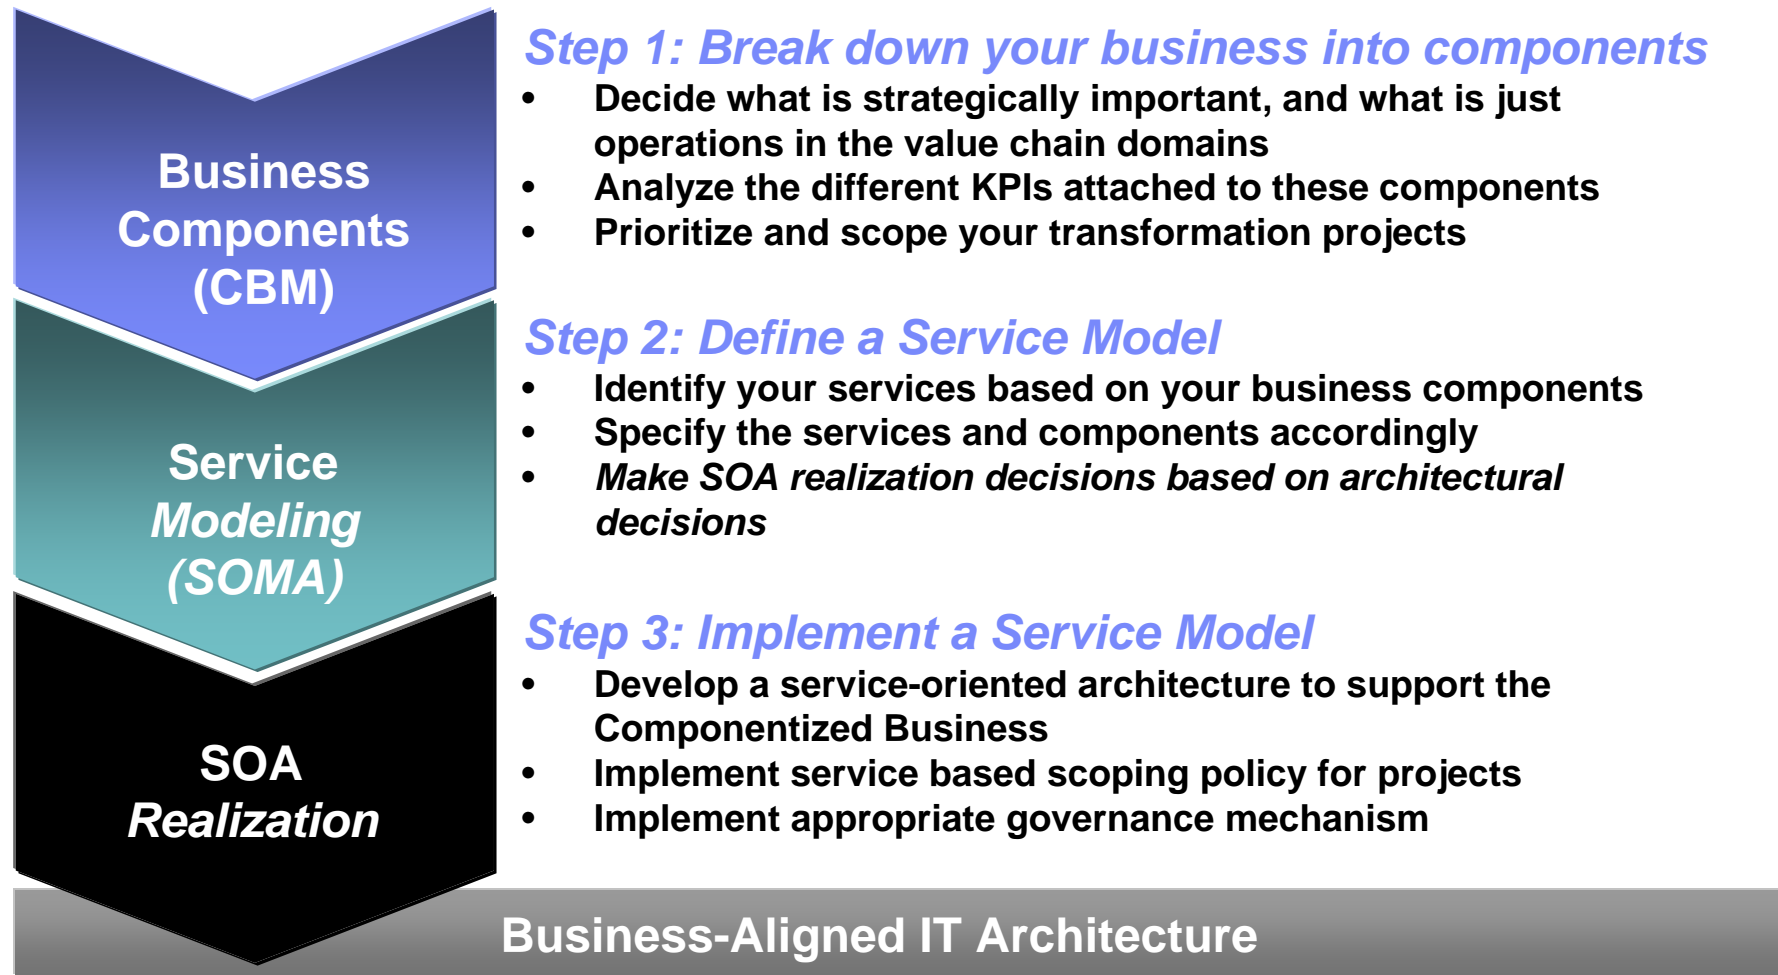 Business
Components
(CBM)
Step 1: Break down your business into components
• Decide what is strategically important, and what is just
operations in the value chain domains
• Analyze the different KPIs attached to these components
• Prioritize and scope your transformation projects
Service
Modeling
(SOMA)
Step 2: Define a Service Model
• Identify your services based on your business components
• Specify the services and components accordingly
• Make SOA realization decisions based on architectural
decisions
SOA
Realization
Step 3: Implement a Service Model
• Develop a service-oriented architecture to support the
Componentized Business
• Implement service based scoping policy for projects
• Implement appropriate governance mechanism
Business-Aligned IT Architecture